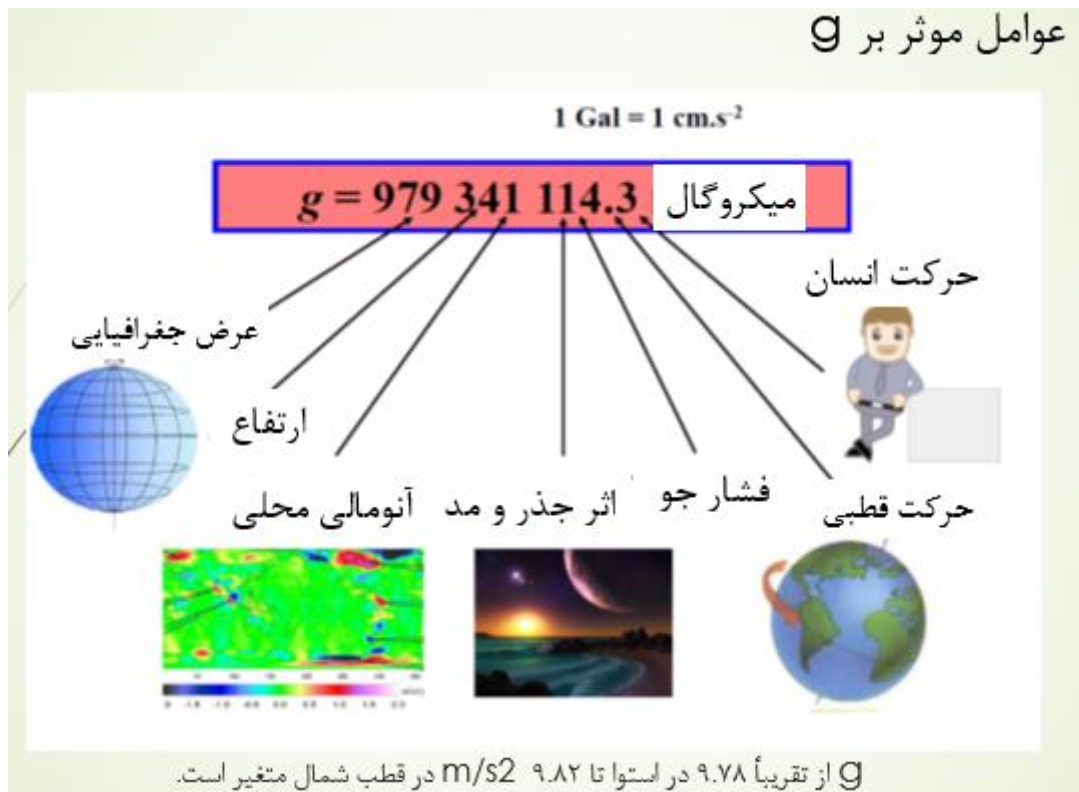 عوامل موثر بر g
1 Gal = 1 cm.s-2
g = 979 341 114.3 میکروگال
حرکت انسان
عرض جغرافیایی
ارتفاع
فشار جو
اثر جذر و مد
آنومالی محلی
حرکت قطبی
g از تقریبأ ۹.۷۸ در استوا تا ۹.۸۲ m/s2 در قطب شمال متغیر است.